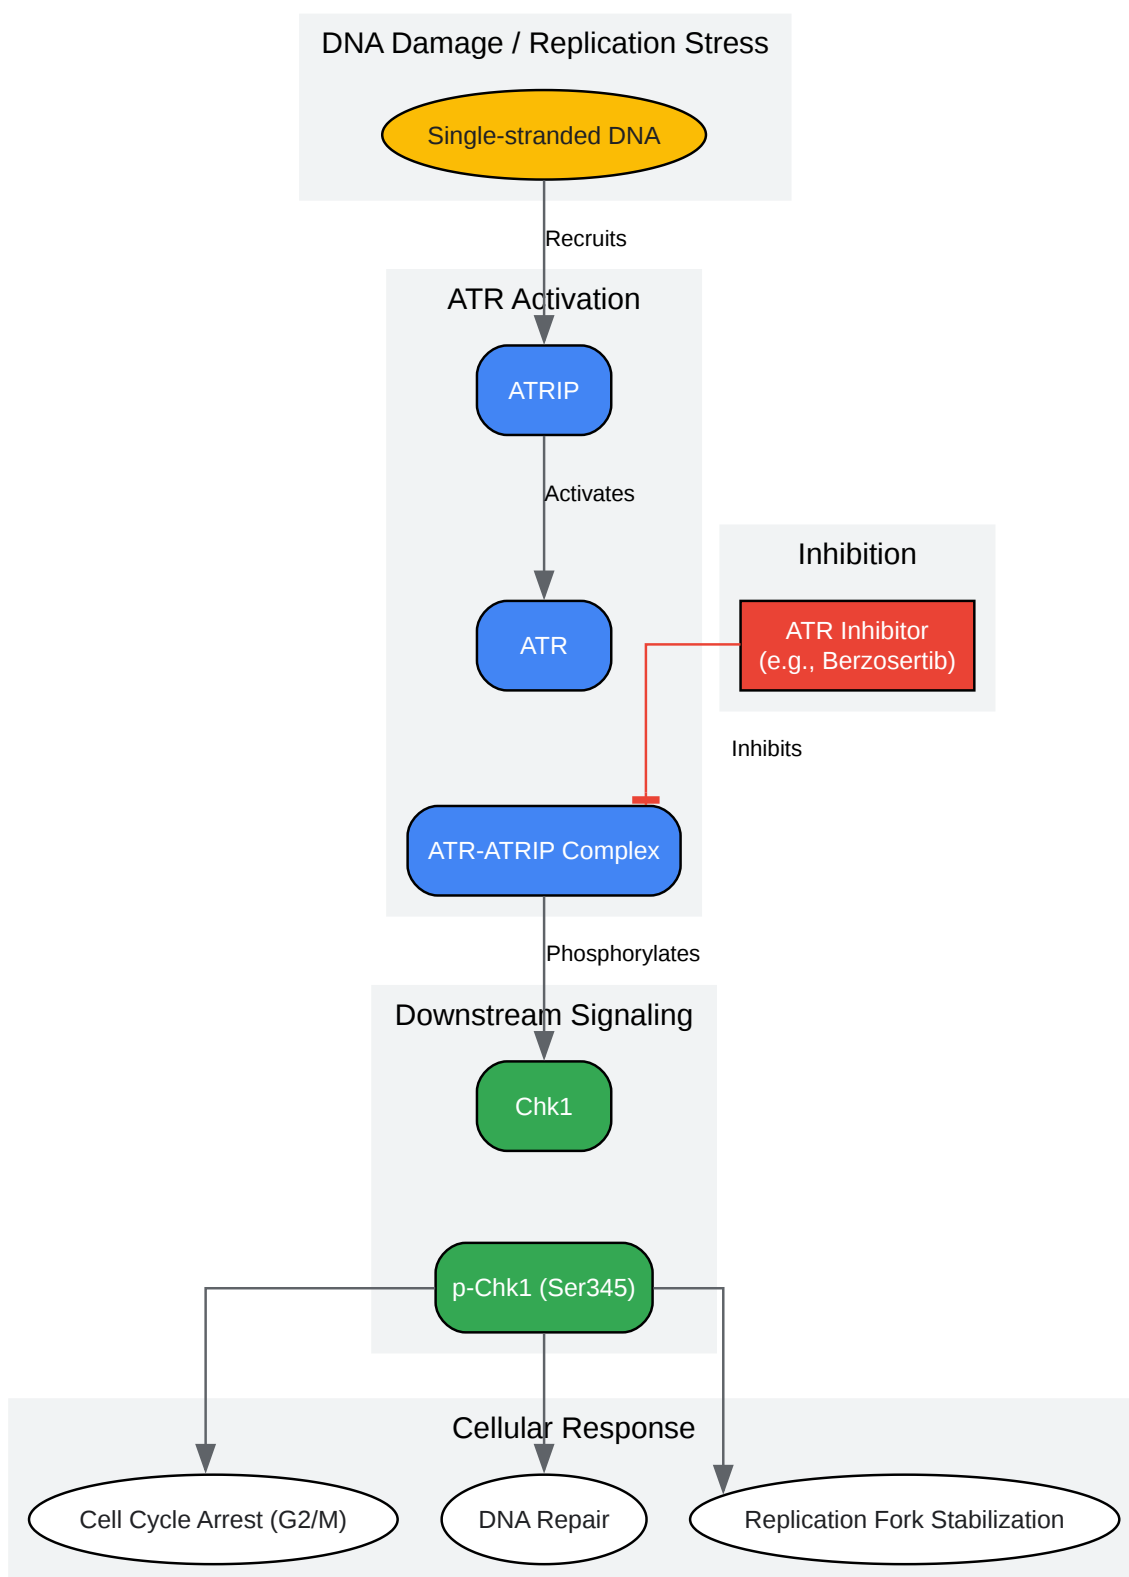 DNA Damage / Replication Stress
Single-stranded DNA
Recruits
ATR Activation
ATRIP
Activates
Inhibition
ATR Inhibitor
(e.g., Berzosertib)
ATR
Inhibits
ATR-ATRIP Complex
Phosphorylates
Downstream Signaling
Chk1
p-Chk1 (Ser345)
Cellular Response
Cell Cycle Arrest (G2/M)
DNA Repair
Replication Fork Stabilization